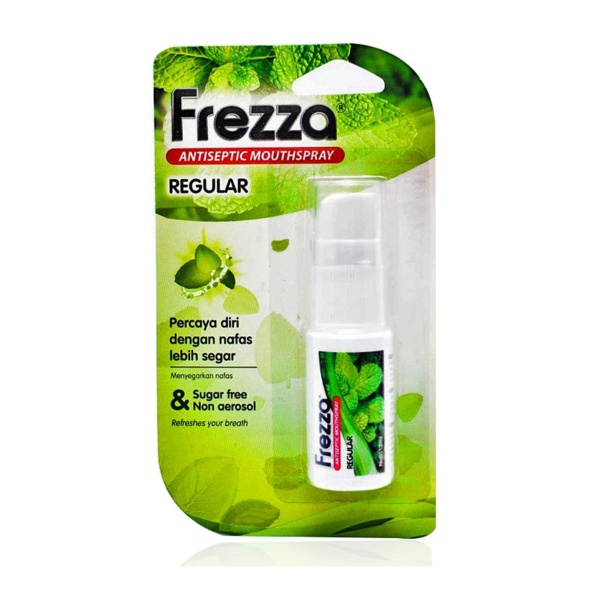 Frezza®
ANTISEPTIC MOUTHSPRAY
REGULAR
Percaya diri
dengan nafas
lebih segar
Menyegarkan nafas
& Sugar free
Non aerosol
Refreshes your breath
Frezza®
ANTISEPTIC MOUTHSPRAY
REGULAR